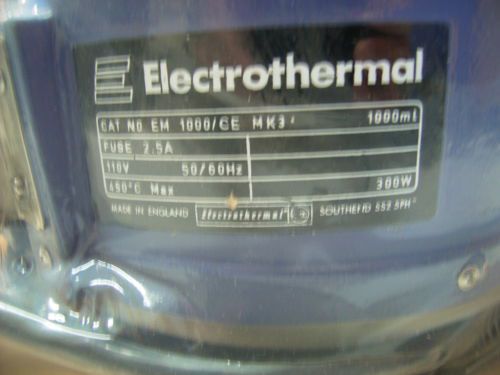 E Electrothermal
CAT NO EM 1000/CE MK3 1000ml
FUSE 2.5A
110V 50/60Hz
450°C Max 300W
MADE IN ENGLAND Electrothermal SOUTHEND SS2 5PH